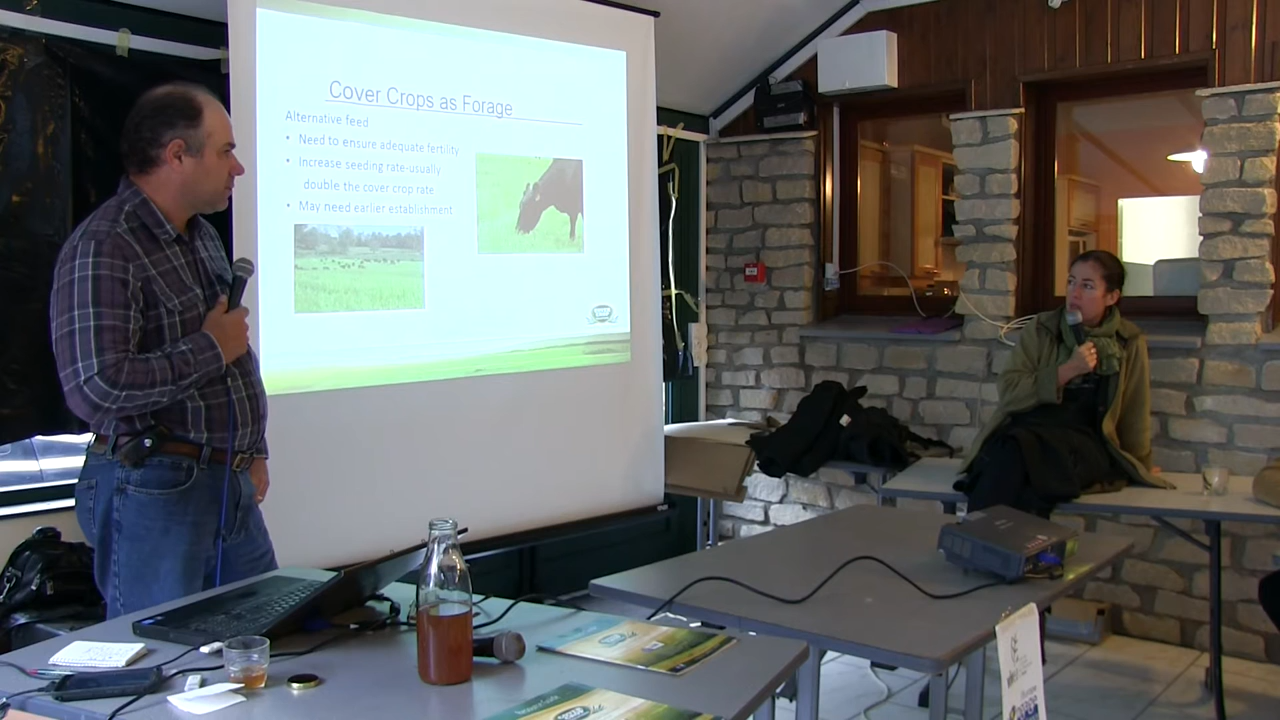 Cover Crops as Forage
Alternative feed
• Need to ensure adequate fertility
• Increase seeding rate-usually
double the cover crop rate
• May need earlier establishment